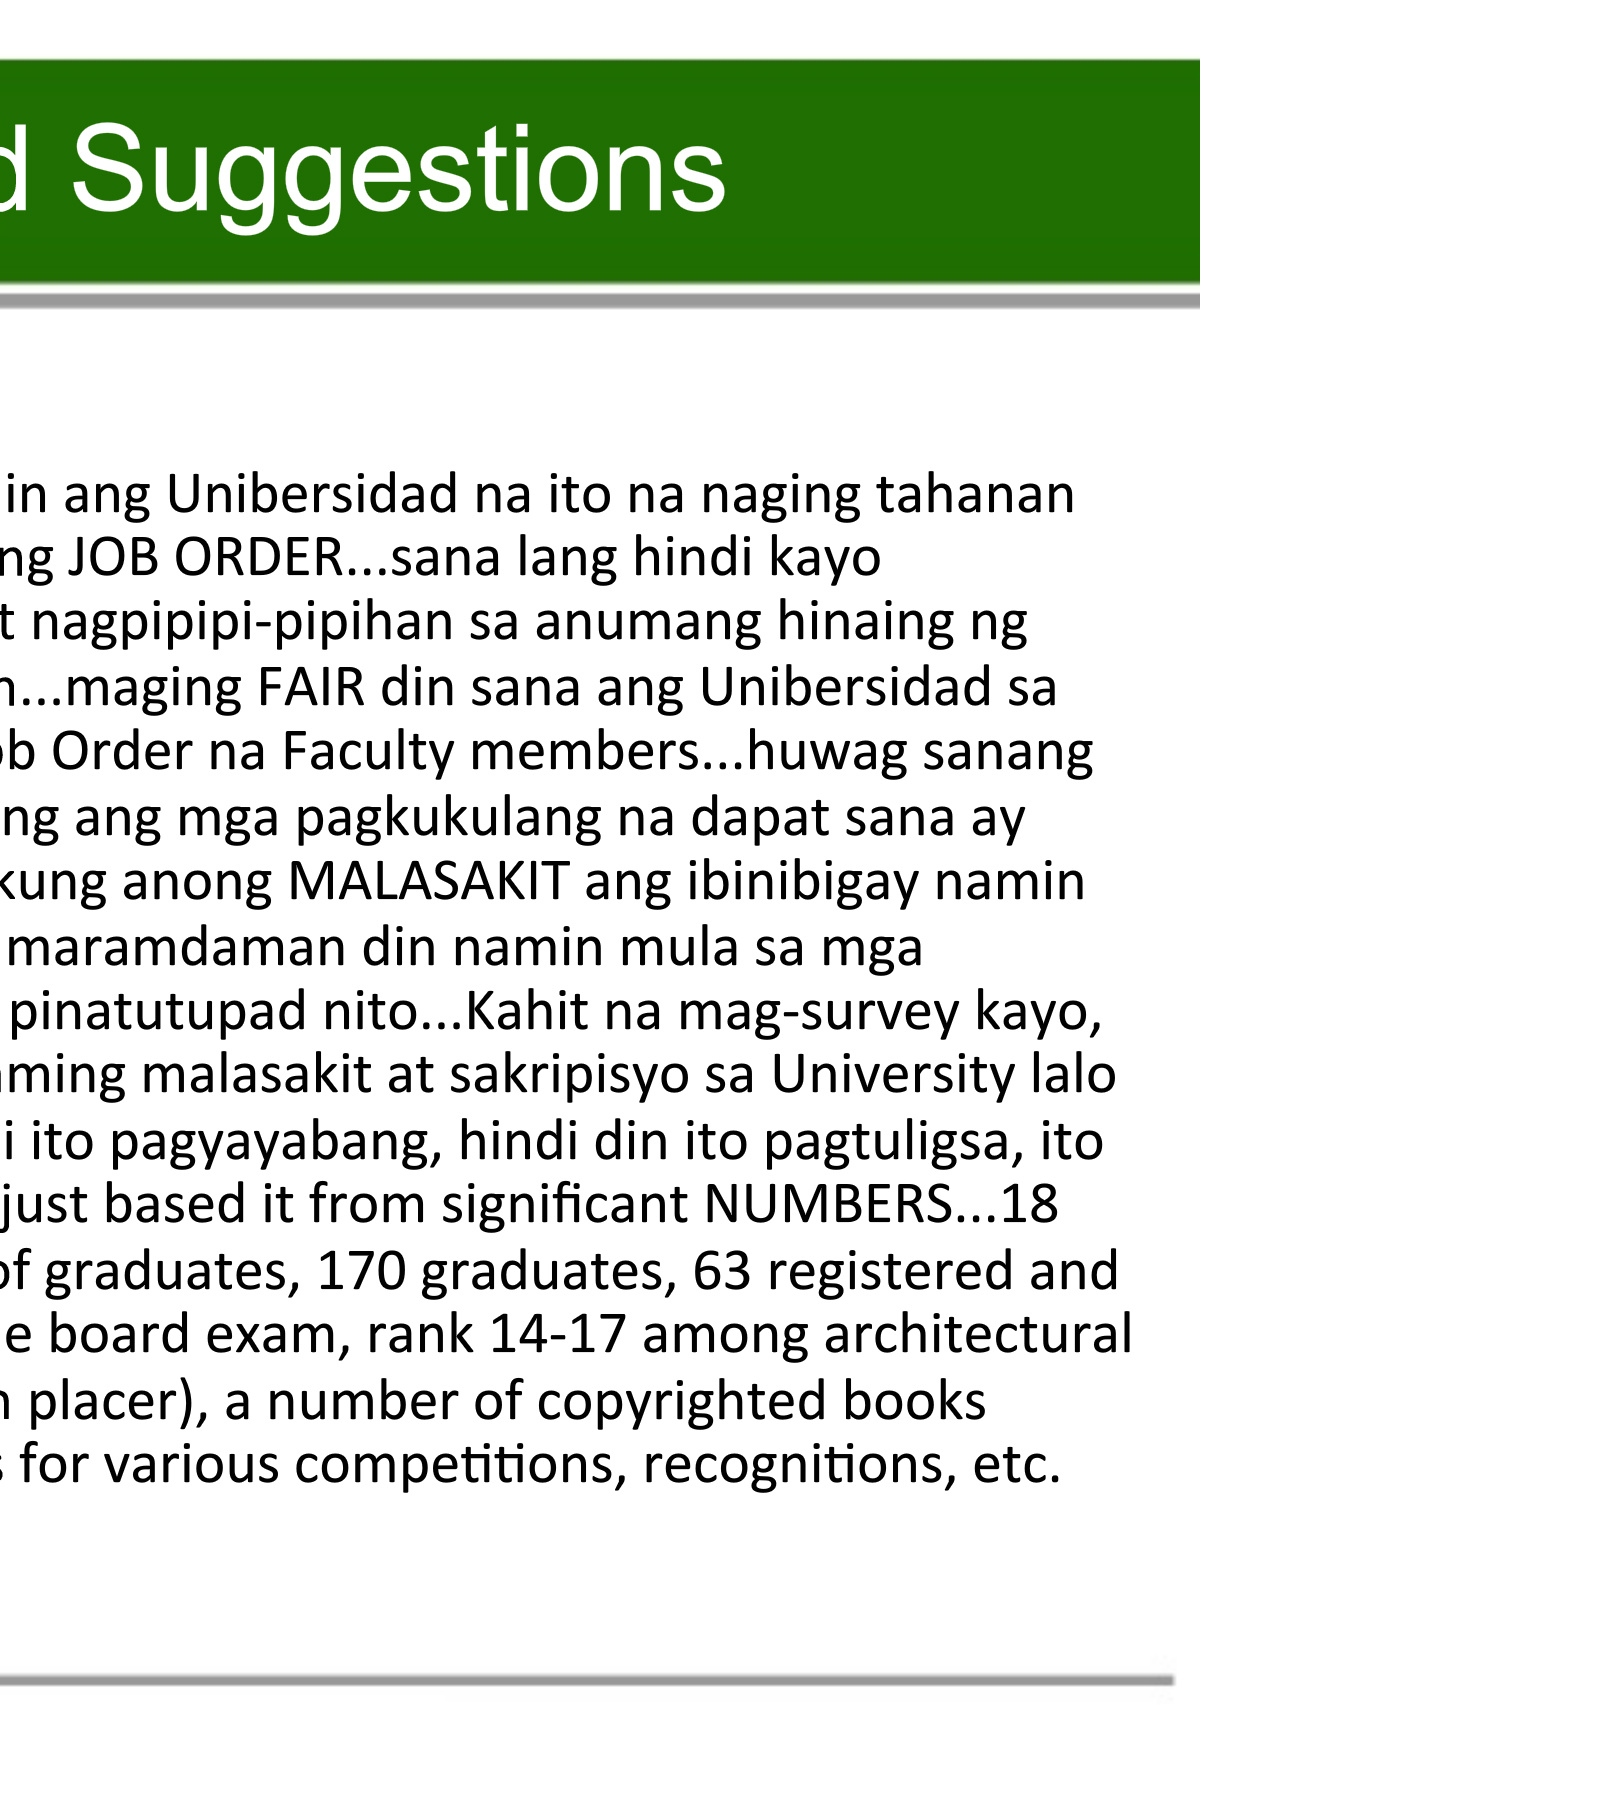 d Suggestions
in ang Unibersidad na ito na naging tahanan
ng JOB ORDER...sana lang hindi kayo
t nagpipipi-pipihan sa anumang hinaing ng
n...maging FAIR din sana ang Unibersidad sa
ob Order na Faculty members...huwag sanang
ng ang mga pagkukulang na dapat sana ay
kung anong MALASAKIT ang ibinibigay namin
maramdaman din namin mula sa mga
pinatutupad nito...Kahit na mag-survey kayo,
aming malasakit at sakripisyo sa University lalo
i ito pagyayabang, hindi din ito pagtuligsa, ito
just based it from significant NUMBERS...18
of graduates, 170 graduates, 63 registered and
e board exam, rank 14-17 among architectural
n placer), a number of copyrighted books
s for various competitions, recognitions, etc.